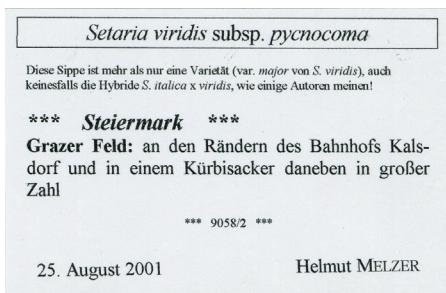 Setaria viridis subsp. pycnocoma
Diese Sippe ist mehr als nur eine Varietät (var. major von S. viridis), auch
keinesfalls die Hybride S. italica x viridis, wie einige Autoren meinen!
*** Steiermark ***
Grazer Feld: an den Rändern des Bahnhofs Kals-
dorf und in einem Kürbisacker daneben in großer
Zahl
*** 9058/2 ***
25. August 2001 Helmut MELZER